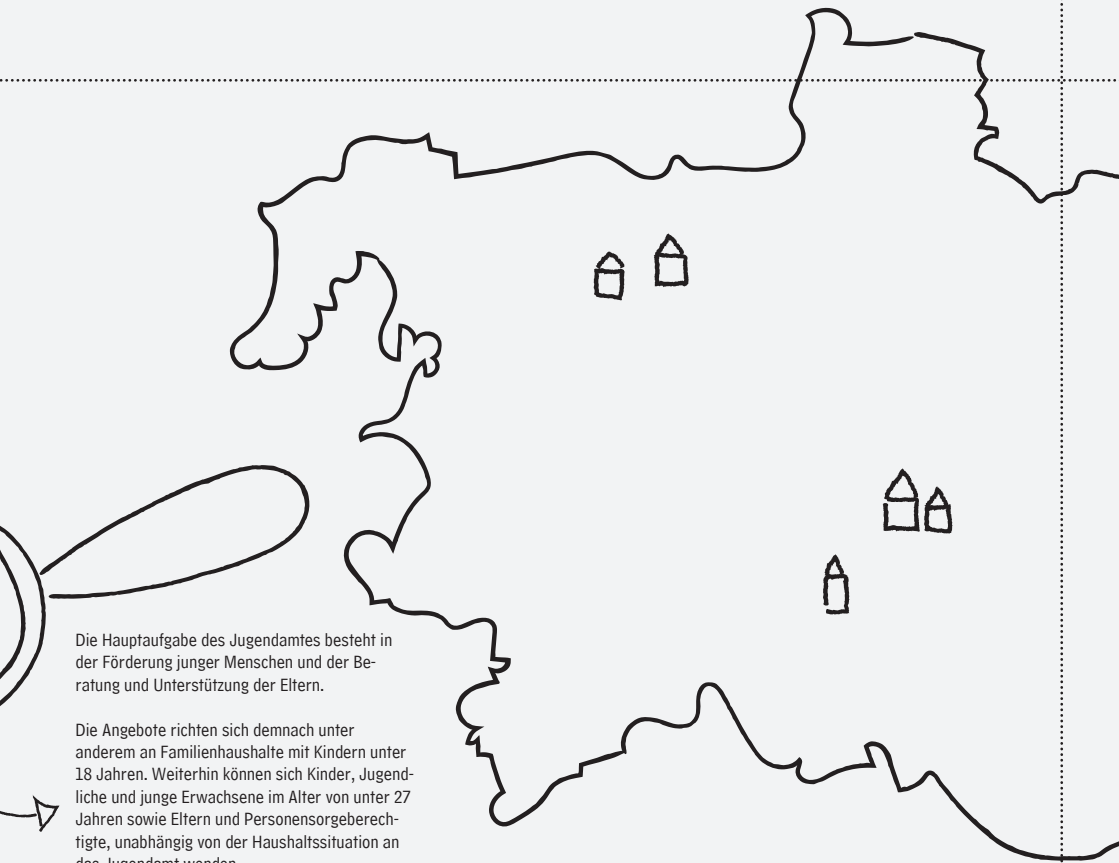 Die Hauptaufgabe des Jugendamtes besteht in
der Förderung junger Menschen und der Be-
ratung und Unterstützung der Eltern.
Die Angebote richten sich demnach unter
anderem an Familienhaushalte mit Kindern unter
18 Jahren. Weiterhin können sich Kinder, Jugend-
liche und junge Erwachsene im Alter von unter 27
Jahren sowie Eltern und Personensorgeberech-
tigte, unabhängig von der Haushaltssituation an
das Jugendamt wenden.